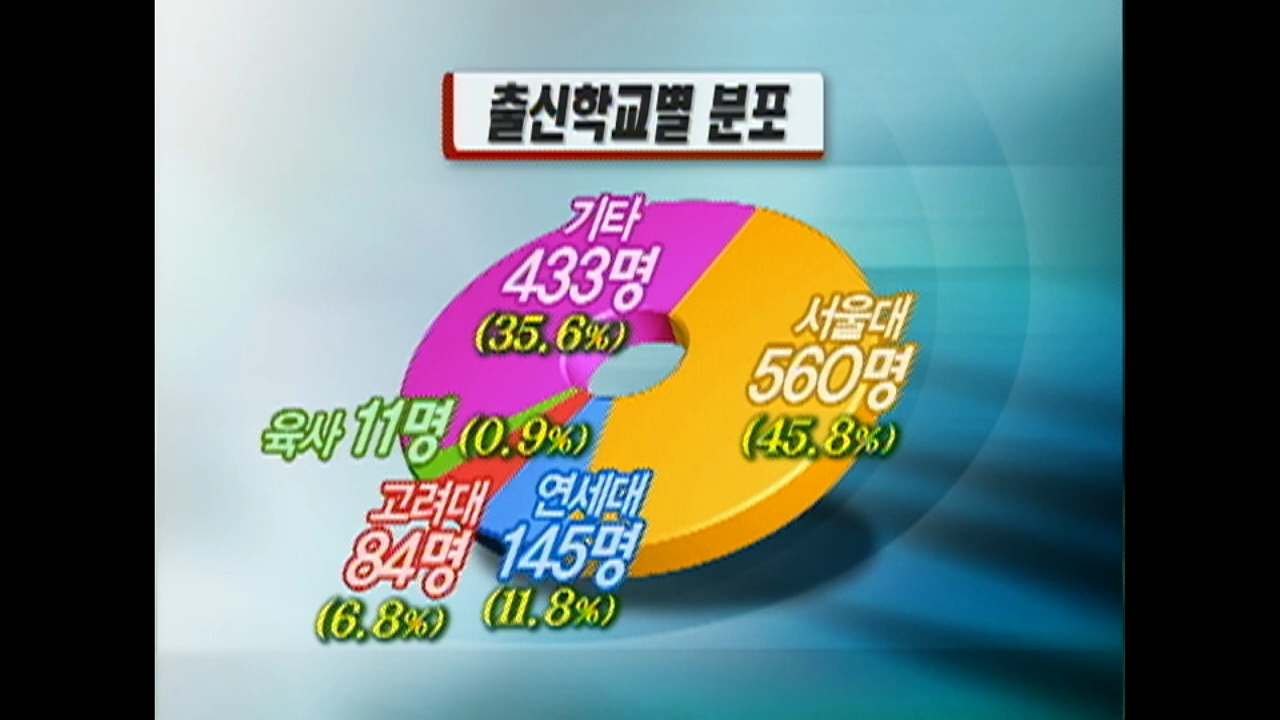 출신학교별 분포
기타
433명
(35.6%)
서울대
560명
(45.8%)
육사 11명 (0.9%)
고려대
84명
(6.8%)
연세대
145명
(11.8%)